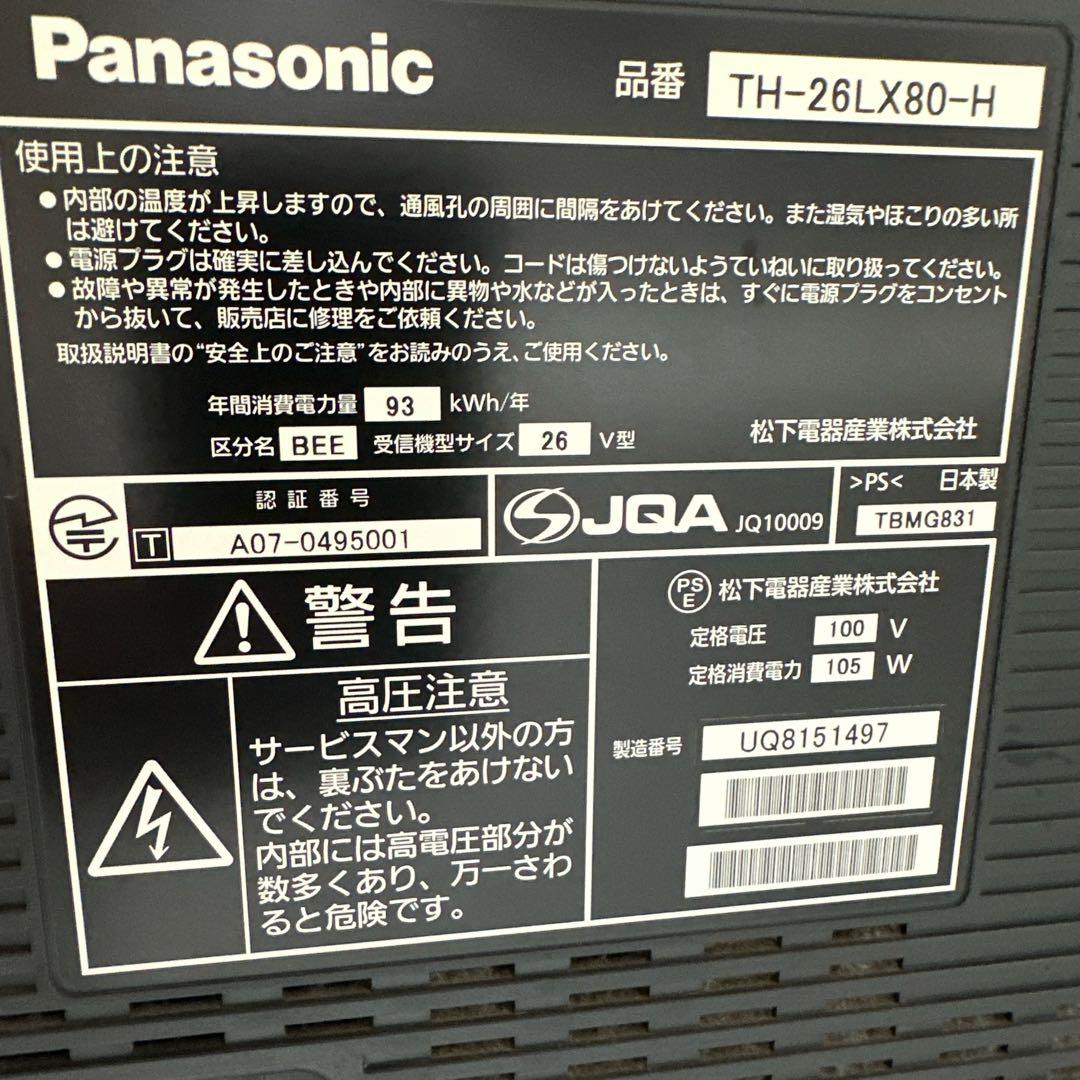 Panasonic
品番 TH-26LX80-H
使用上の注意
●内部の温度が上昇しますので、通風孔の周囲に間隔をあけてください。また湿気やほこりの多い所
は避けてください。
●電源プラグは確実に差し込んでください。コードは傷つけないようていねいに取り扱ってください。
●故障や異常が発生したときや内部に異物や水などが入ったときは、すぐに電源プラグをコンセント
から抜いて、販売店に修理をご依頼ください。
取扱説明書の“安全上のご注意”をお読みのうえ、ご使用ください。
年間消費電力量 93 kWh/年
区分名 BEE 受信機型サイズ 26 V型
松下電器産業株式会社
認証番号
T A07-0495001
JQA JQ10009
>PS< 日本製
TBMG831
警告
高圧注意
サービスマン以外の方
は、裏ぶたをあけない
でください。
内部には高電圧部分が
数多くあり、万一さわ
ると危険です。
PS
E 松下電器産業株式会社
定格電圧 100 V
定格消費電力 105 W
製造番号 UQ8151497